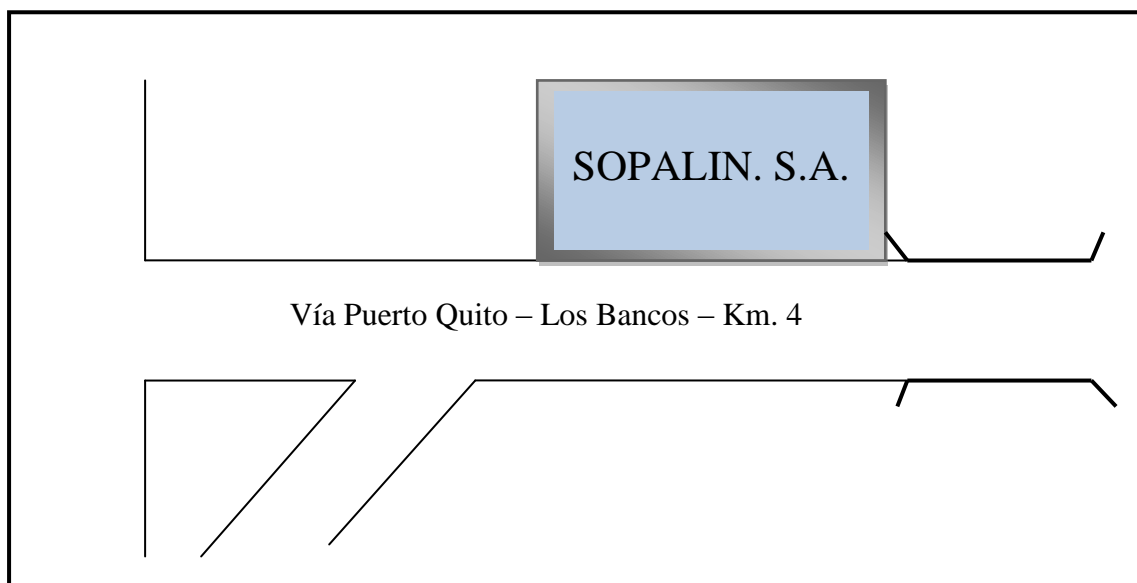 SOPALIN. S.A.
Vía Puerto Quito – Los Bancos – Km. 4